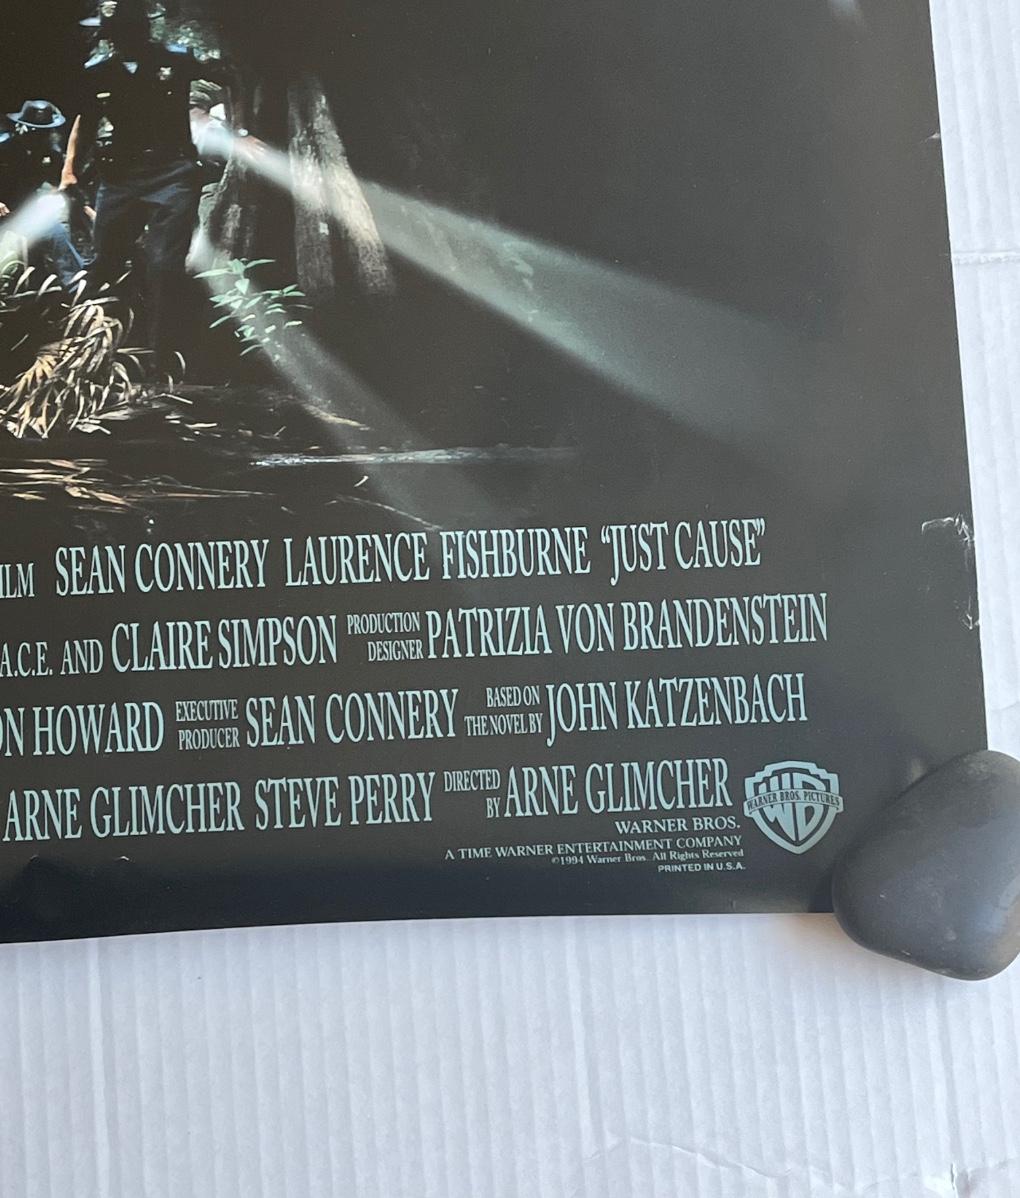 SEAN CONNERY LAURENCE FISHBURNE “JUST CAUSE”
A.C.E. AND CLAIRE SIMPSON PRODUCTION DESIGNER PATRIZIA VON BRANDENSTEIN
HOWARD EXECUTIVE PRODUCER SEAN CONNERY BASED ON THE NOVEL BY JOHN KATZENBACH
ARNE GLIMCHER STEVE PERRY DIRECTED BY ARNE GLIMCHER
WARNER BROS. PICTURES
WB
WARNER BROS.
A TIME WARNER ENTERTAINMENT COMPANY
©1994 Warner Bros. All Rights Reserved
PRINTED IN U.S.A.